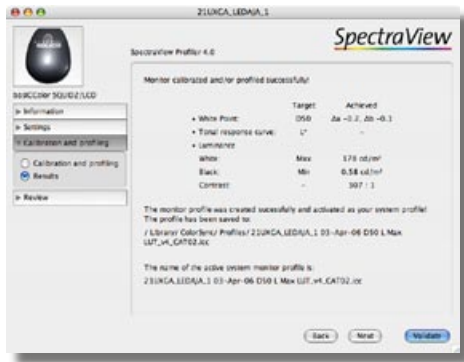 21UXGA_LEDAJA_1
SpectraView
SpectraView Profiler 4.0
basICColor SQUID2/LCD
Information
Settings
Calibration and profiling
Calibration and profiling
Results
Review
Monitor calibrated and/or profiled successfully!
Target Achieved
• White Point: D50 Δa -0.2, Δb -0.3
• Tonal response curve: L* -
• Luminance
White: Max 178 cd/m²
Black: Min 0.58 cd/m²
Contrast: - 307 : 1
The monitor profile was created successfully and activated as your system profile!
The profile has been saved to:
/ Library/ ColorSync/ Profiles/ 21UXGA_LEDAJA_1 03-Apr-06 D50 L Max
LUT_v4_CAT02.icc
The name of the active system monitor profile is:
21UXGA_LEDAJA_1 03-Apr-06 D50 L Max LUT_v4_CAT02.icc
Back Next Validate